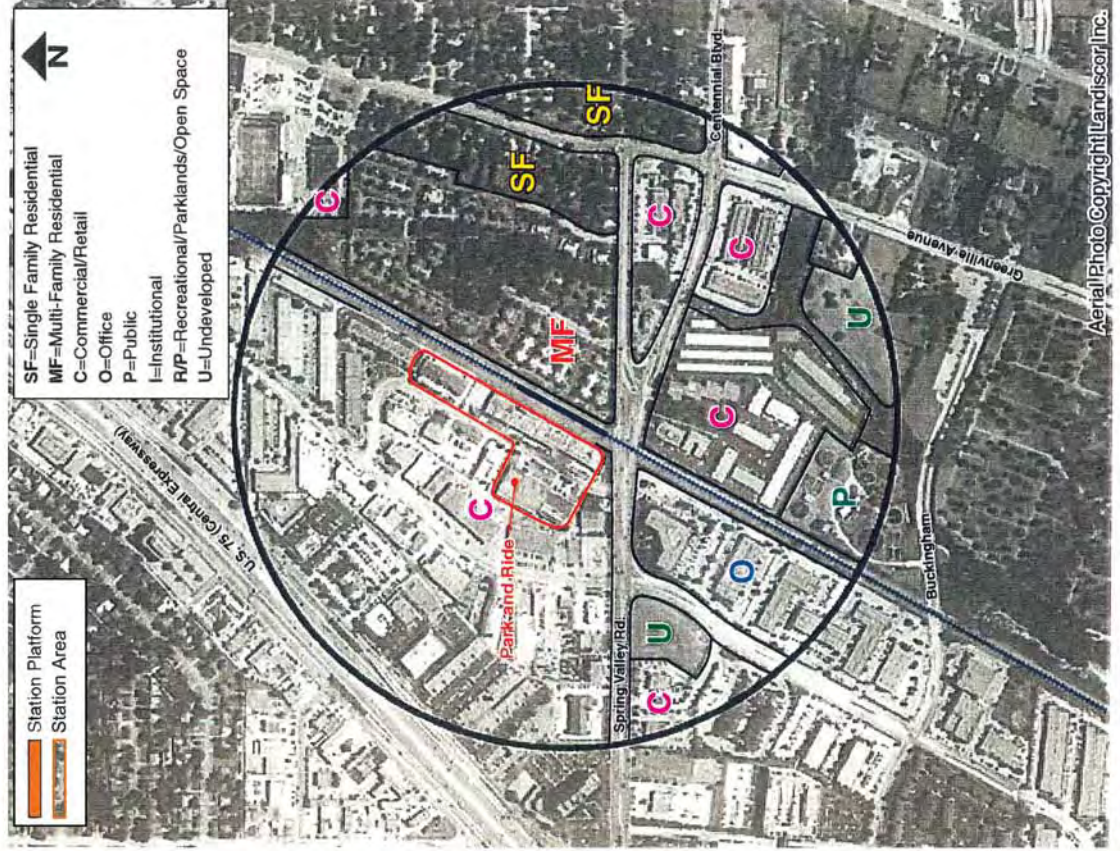 Station Platform
Station Area
N
SF=Single Family Residential
MF=Multi-Family Residential
C=Commercial/Retail
O=Office
P=Public
I=Institutional
R/P=Recreational/Parklands/Open Space
U=Undeveloped
U.S. 75 (Central Expressway)
C
SF
SF
C
Park-and-Ride
MF
Spring Valley Rd.
Centennial Blvd.
C
C
U
C
C
O
U
P
Greenville Avenue
Buckingham
Aerial Photo Copyright Landiscor Inc.